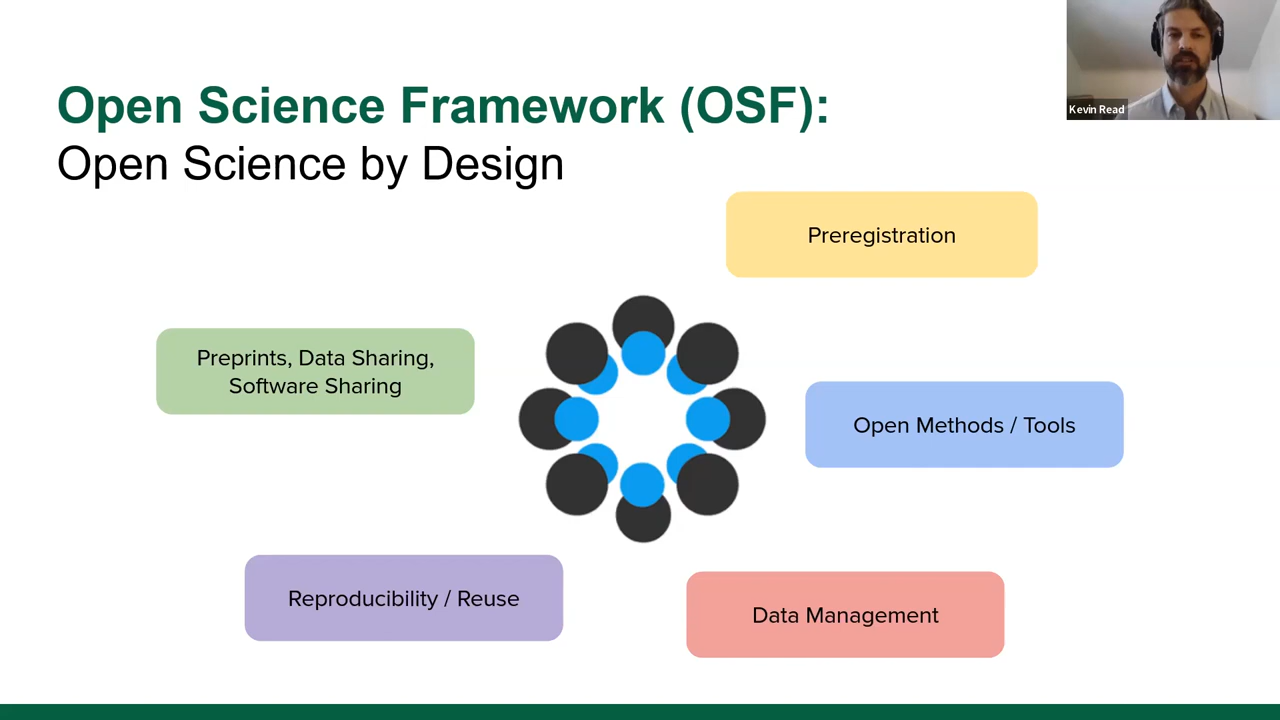 Open Science Framework (OSF):
Open Science by Design
Kevin Read
Preregistration
Preprints, Data Sharing,
Software Sharing
Open Methods / Tools
Reproducibility / Reuse
Data Management